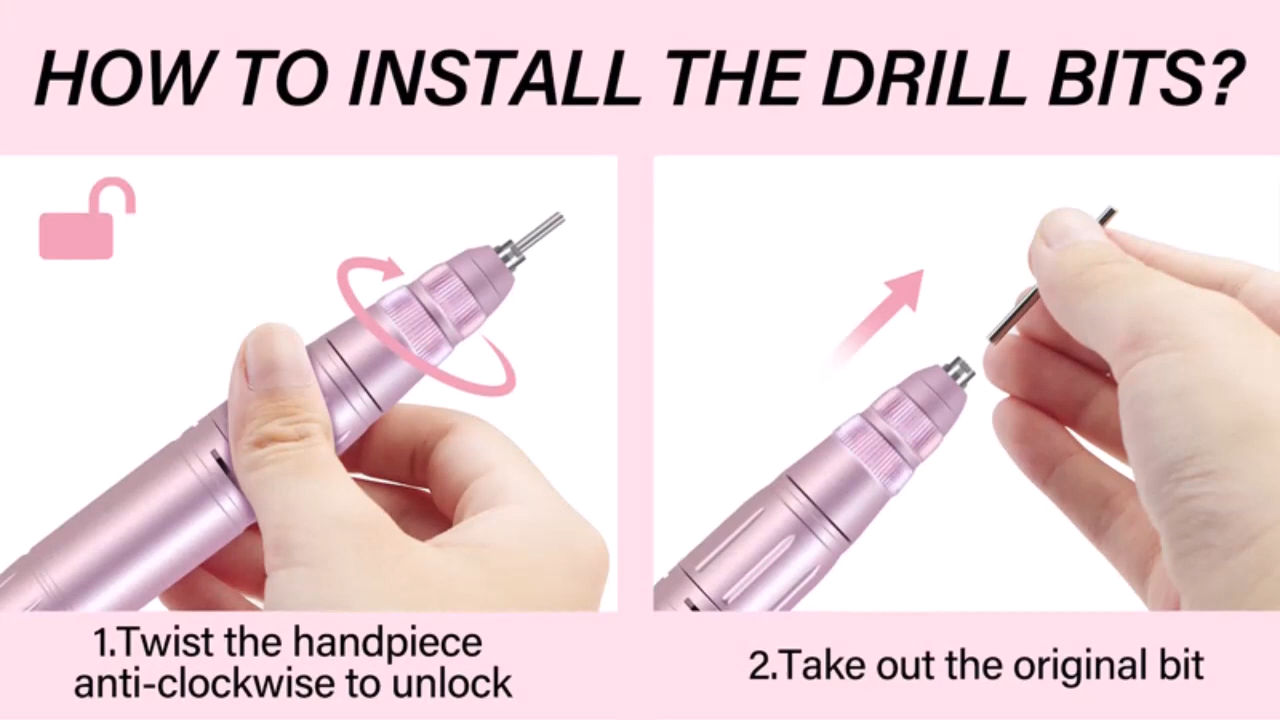 HOW TO INSTALL THE DRILL BITS?
1.Twist the handpiece
anti-clockwise to unlock
2.Take out the original bit